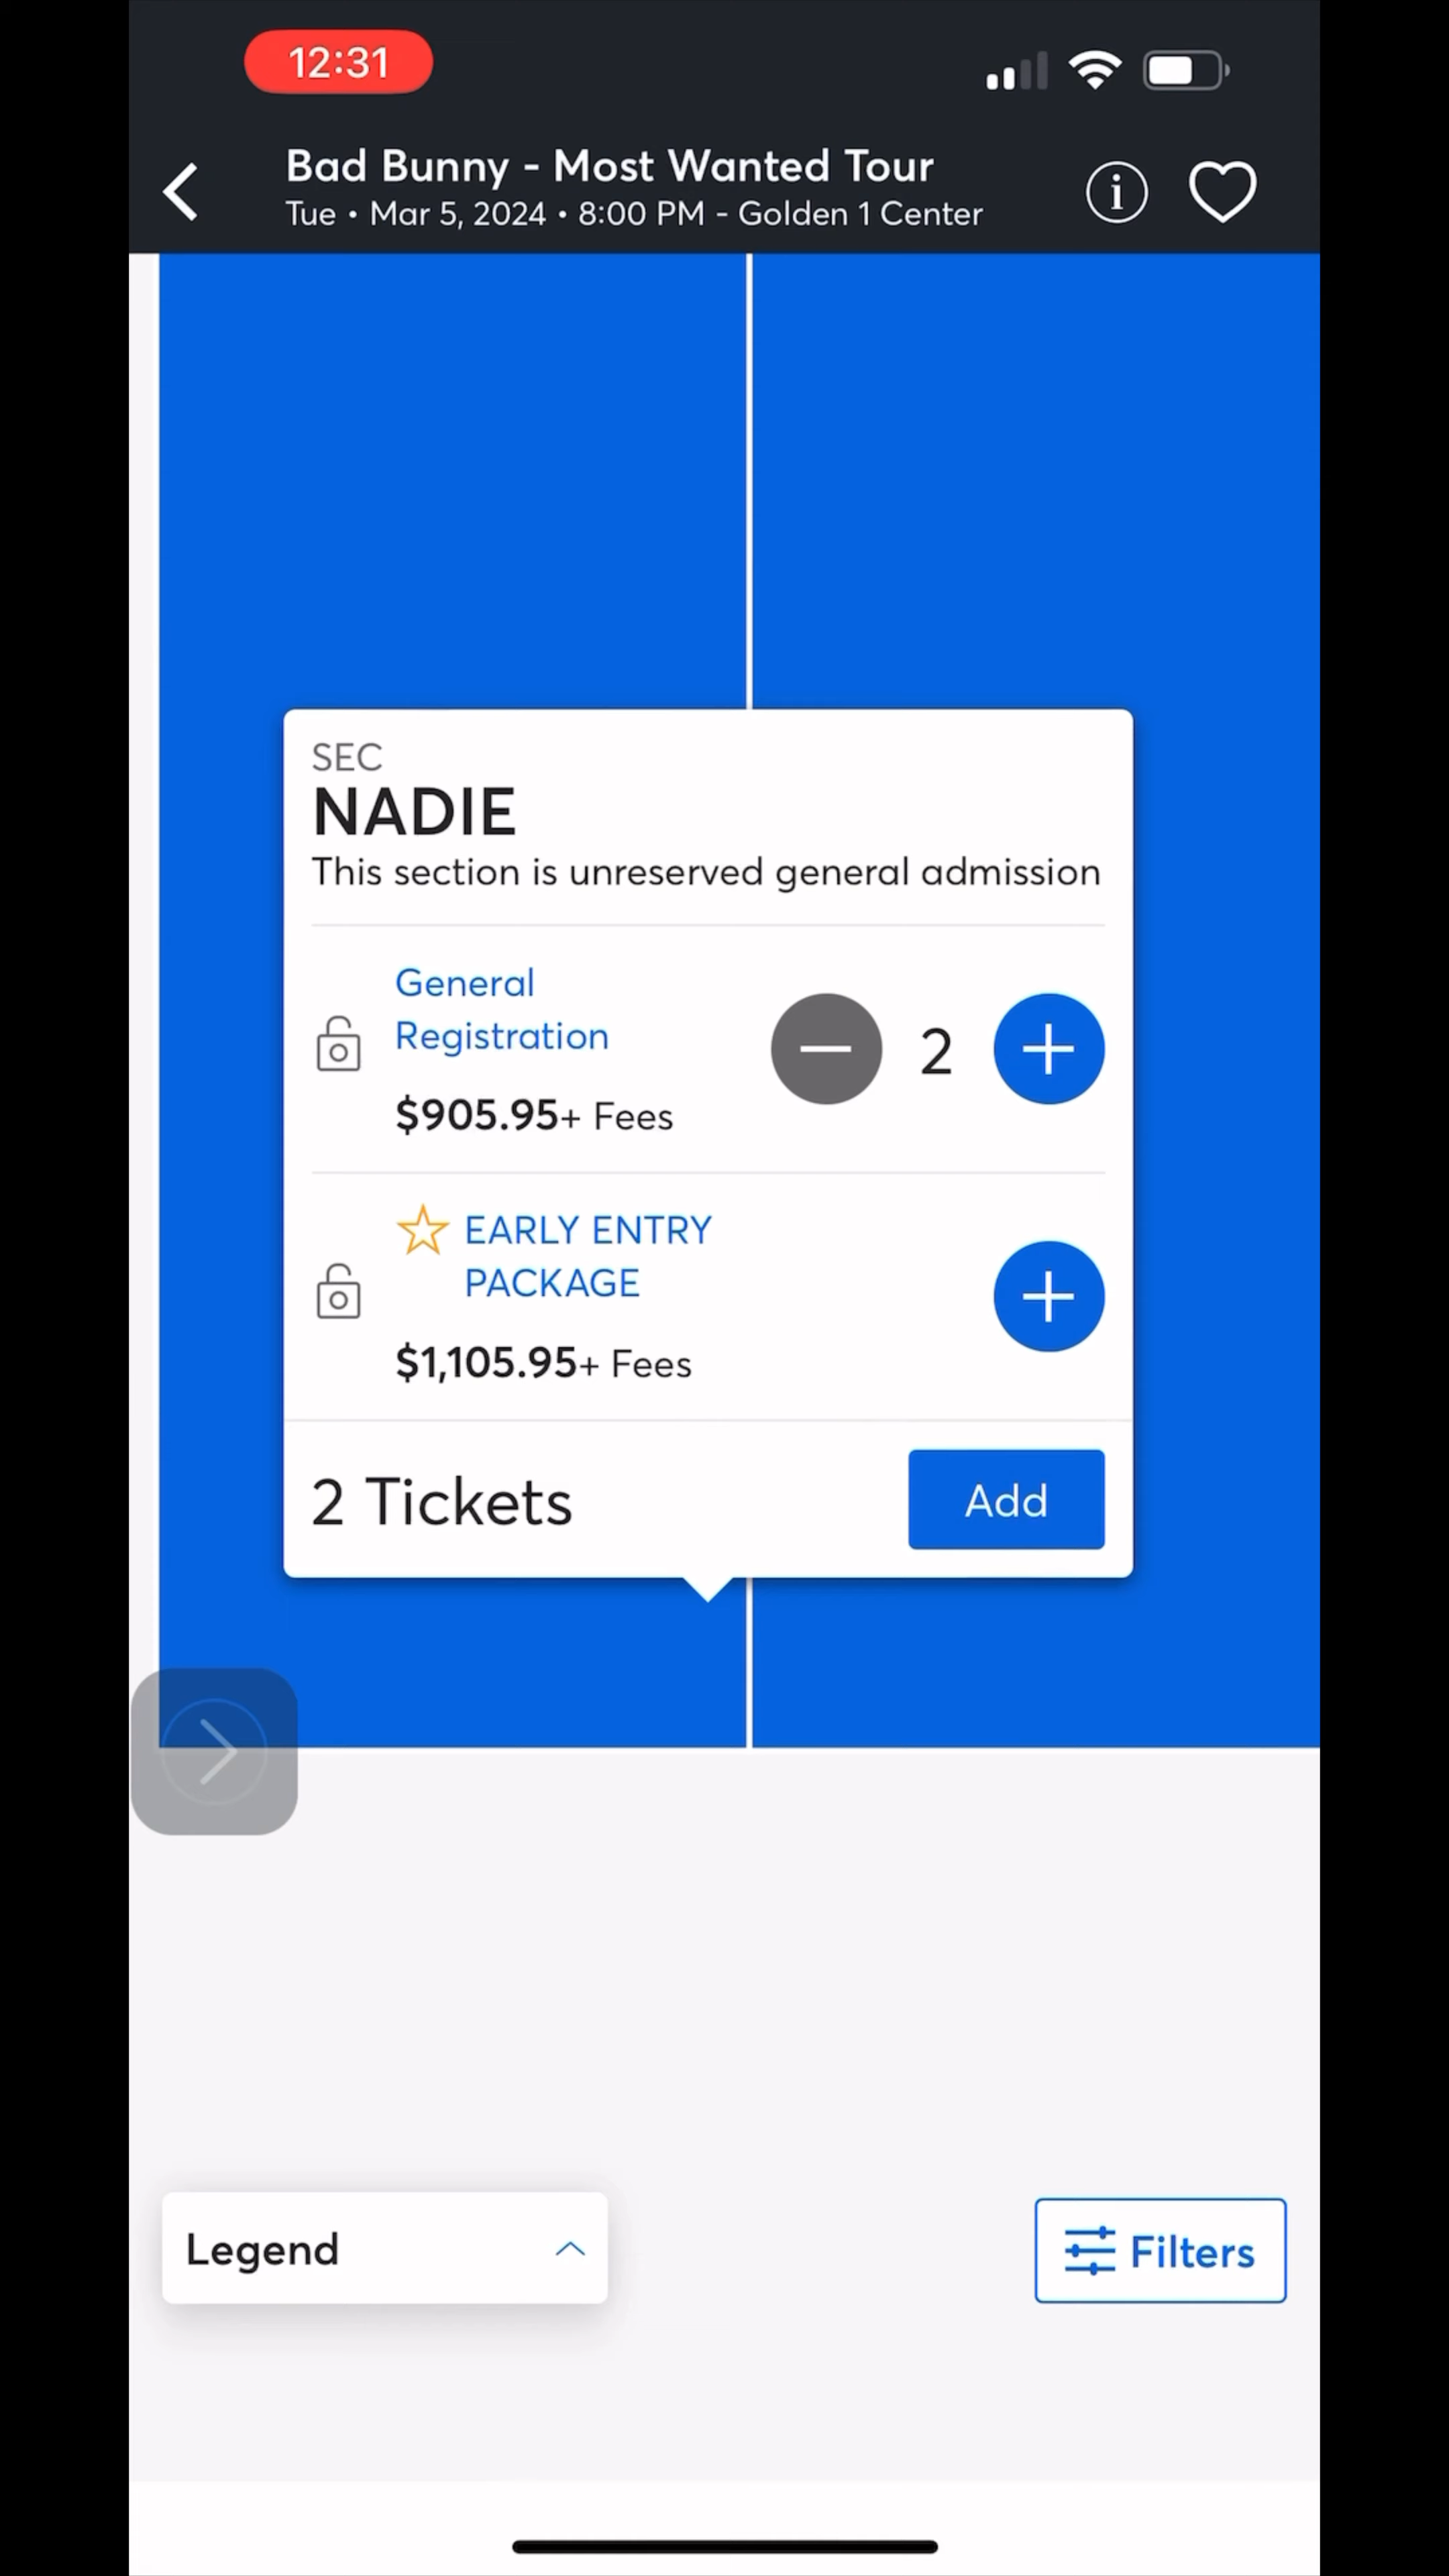 12:31
Bad Bunny - Most Wanted Tour
Tue • Mar 5, 2024 • 8:00 PM - Golden 1 Center
SEC
NADIE
This section is unreserved general admission
General
Registration
2
$905.95+ Fees
EARLY ENTRY
PACKAGE
$1,105.95+ Fees
2 Tickets
Add
Legend
Filters